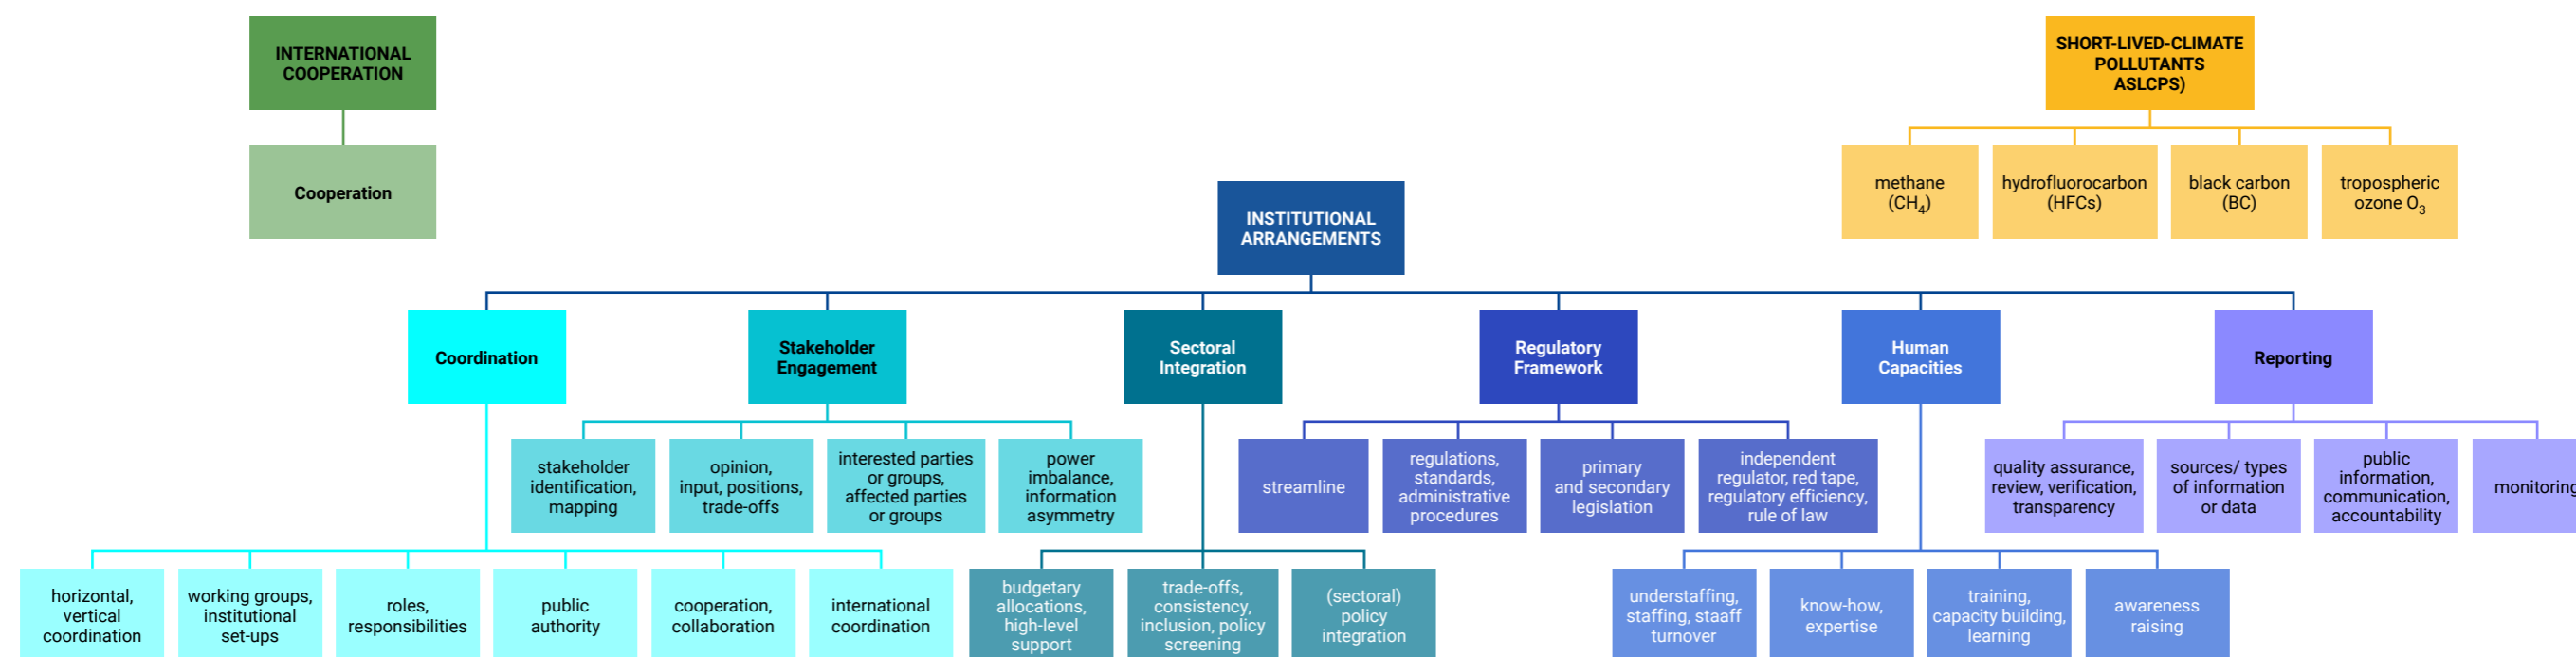 INTERNATIONAL
COOPERATION
Cooperation
SHORT-LIVED-CLIMATE
POLLUTANTS
ASLCPS)
methane
(CH₄)
hydrofluorocarbon
(HFCs)
black carbon
(BC)
tropospheric
ozone O₃
INSTITUTIONAL
ARRANGEMENTS
Coordination
Stakeholder
Engagement
Sectoral
Integration
Regulatory
Framework
Human
Capacities
Reporting
stakeholder
identification,
mapping
opinion,
input, positions,
trade-offs
interested parties
or groups,
affected parties
or groups
power
imbalance,
information
asymmetry
streamline
regulations,
standards,
administrative
procedures
primary
and secondary
legislation
independent
regulator, red tape,
regulatory efficiency,
rule of law
quality assurance,
review, verification,
transparency
sources/ types
of information
or data
public
information,
communication,
accountability
monitoring
horizontal,
vertical
coordination
working groups,
institutional
set-ups
roles,
responsibilities
public
authority
cooperation,
collaboration
international
coordination
budgetary
allocations,
high-level
support
trade-offs,
consistency,
inclusion, policy
screening
(sectoral)
policy
integration
understaffing,
staffing, staaff
turnover
know-how,
expertise
training,
capacity building,
learning
awareness
raising